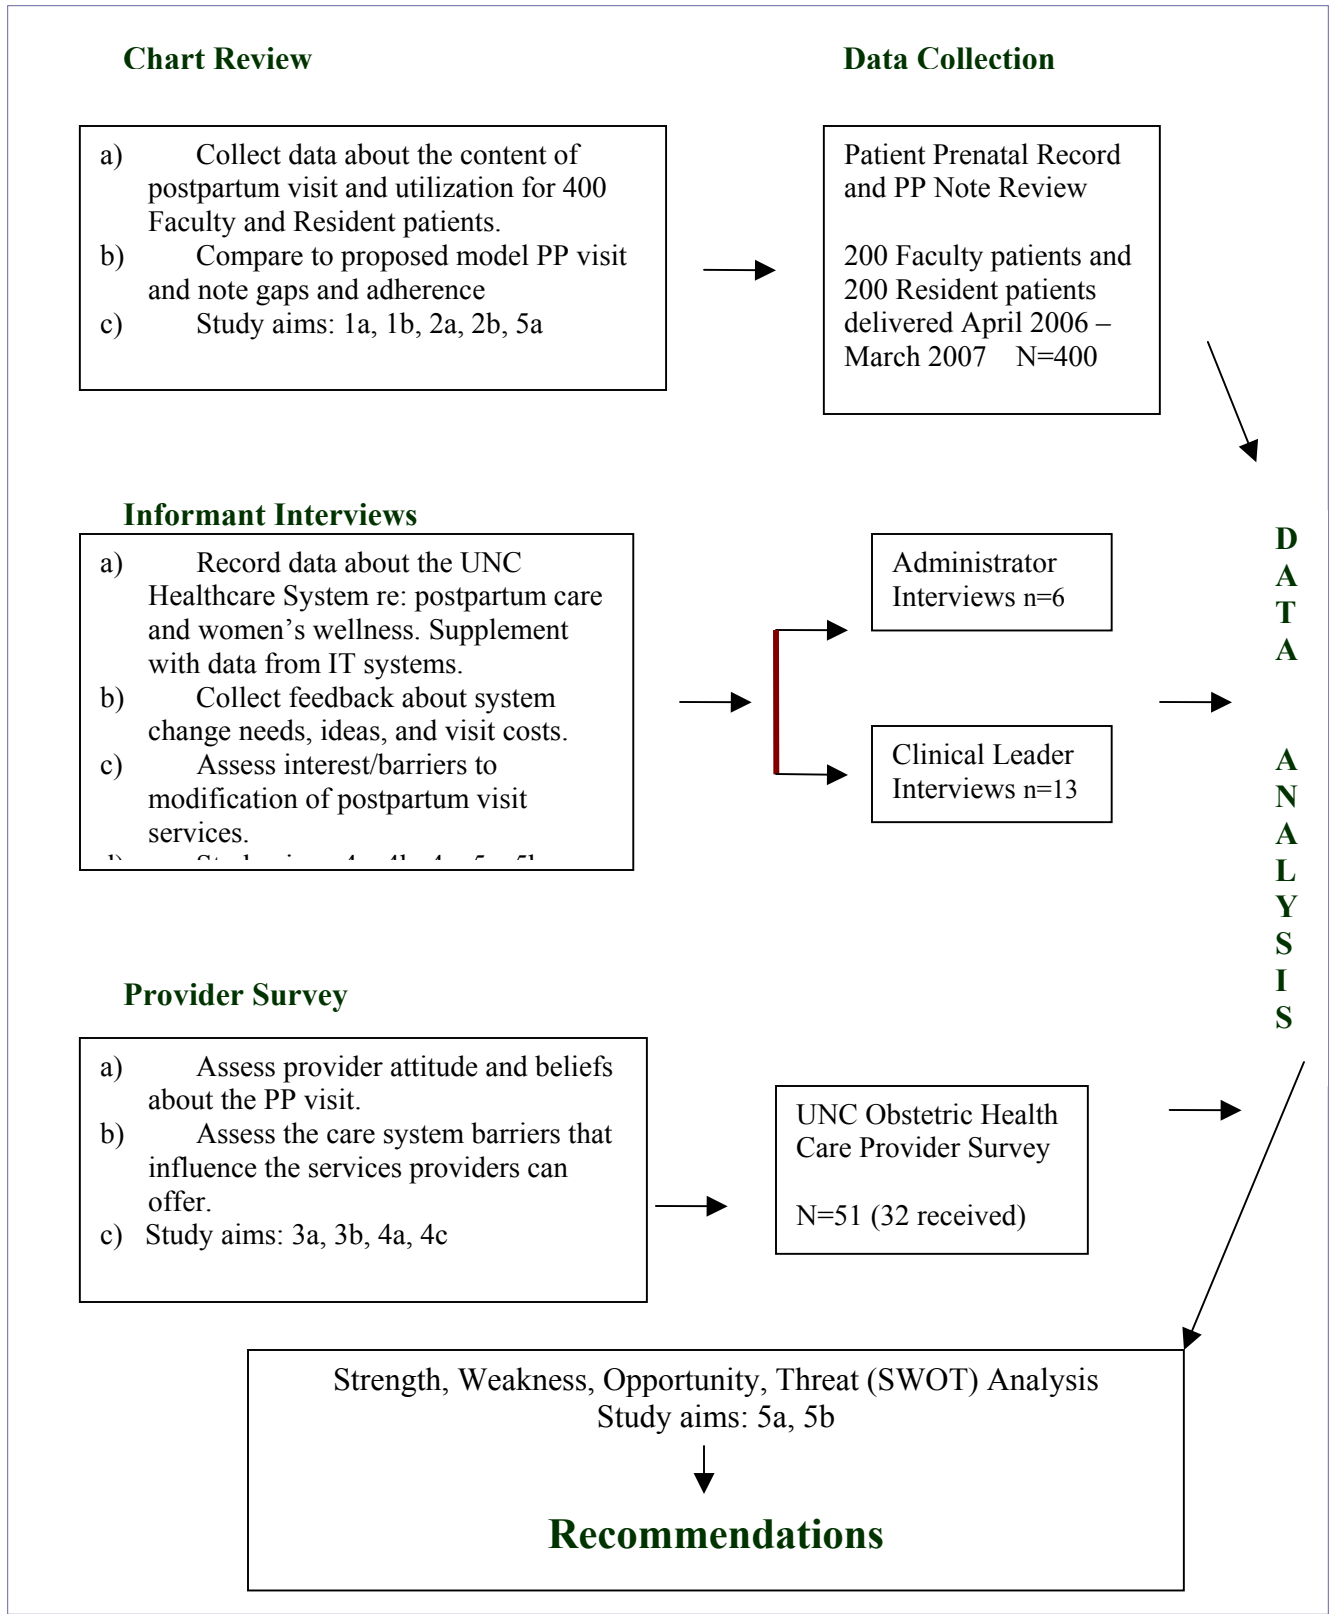 Chart Review
Data Collection
a) Collect data about the content of
postpartum visit and utilization for 400
Faculty and Resident patients.
b) Compare to proposed model PP visit
and note gaps and adherence
c) Study aims: 1a, 1b, 2a, 2b, 5a
Patient Prenatal Record
and PP Note Review
200 Faculty patients and
200 Resident patients
delivered April 2006 –
March 2007 N=400
Informant Interviews
a) Record data about the UNC
Healthcare System re: postpartum care
and women’s wellness. Supplement
with data from IT systems.
b) Collect feedback about system
change needs, ideas, and visit costs.
c) Assess interest/barriers to
modification of postpartum visit
services.
Administrator
Interviews n=6
Clinical Leader
Interviews n=13
D
A
T
A
A
N
A
L
Y
S
I
S
Provider Survey
a) Assess provider attitude and beliefs
about the PP visit.
b) Assess the care system barriers that
influence the services providers can
offer.
c) Study aims: 3a, 3b, 4a, 4c
UNC Obstetric Health
Care Provider Survey
N=51 (32 received)
Strength, Weakness, Opportunity, Threat (SWOT) Analysis
Study aims: 5a, 5b
Recommendations